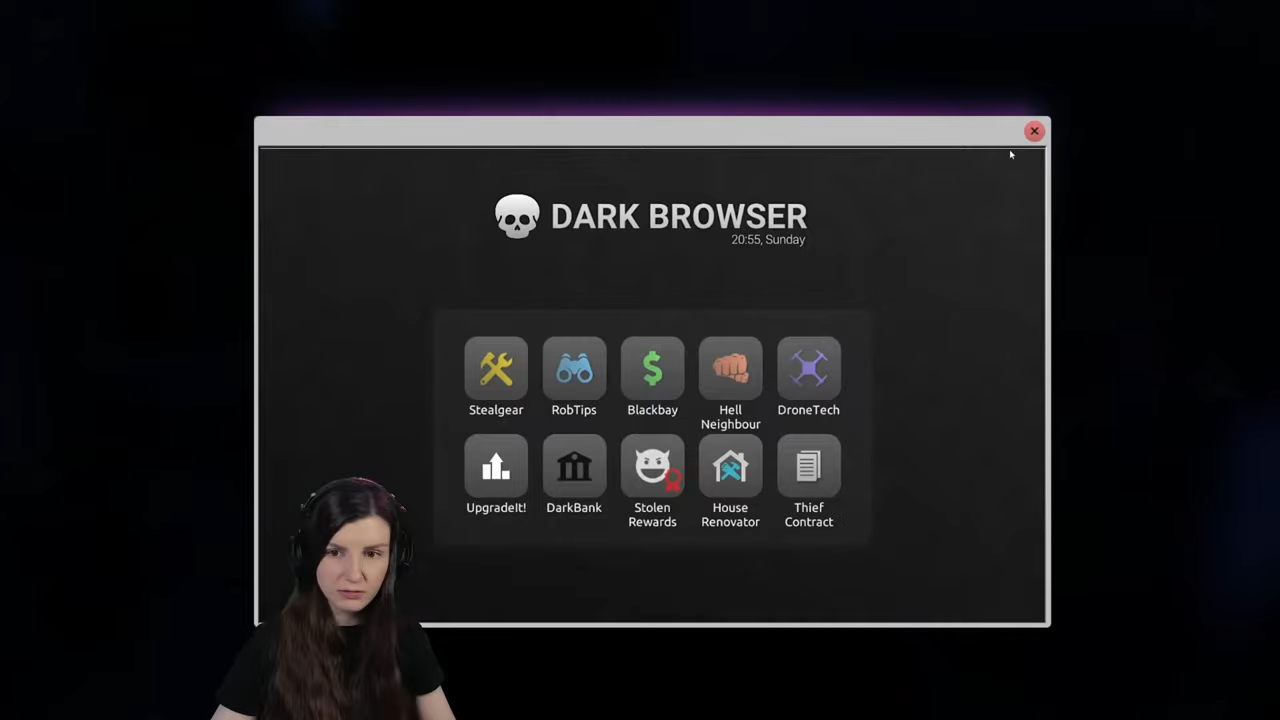 DARK BROWSER
20:55, Sunday
Stealgear
RobTips
Blackbay
Hell
Neighbour
DroneTech
UpgradeIt!
DarkBank
Stolen
Rewards
House
Renovator
Thief
Contract